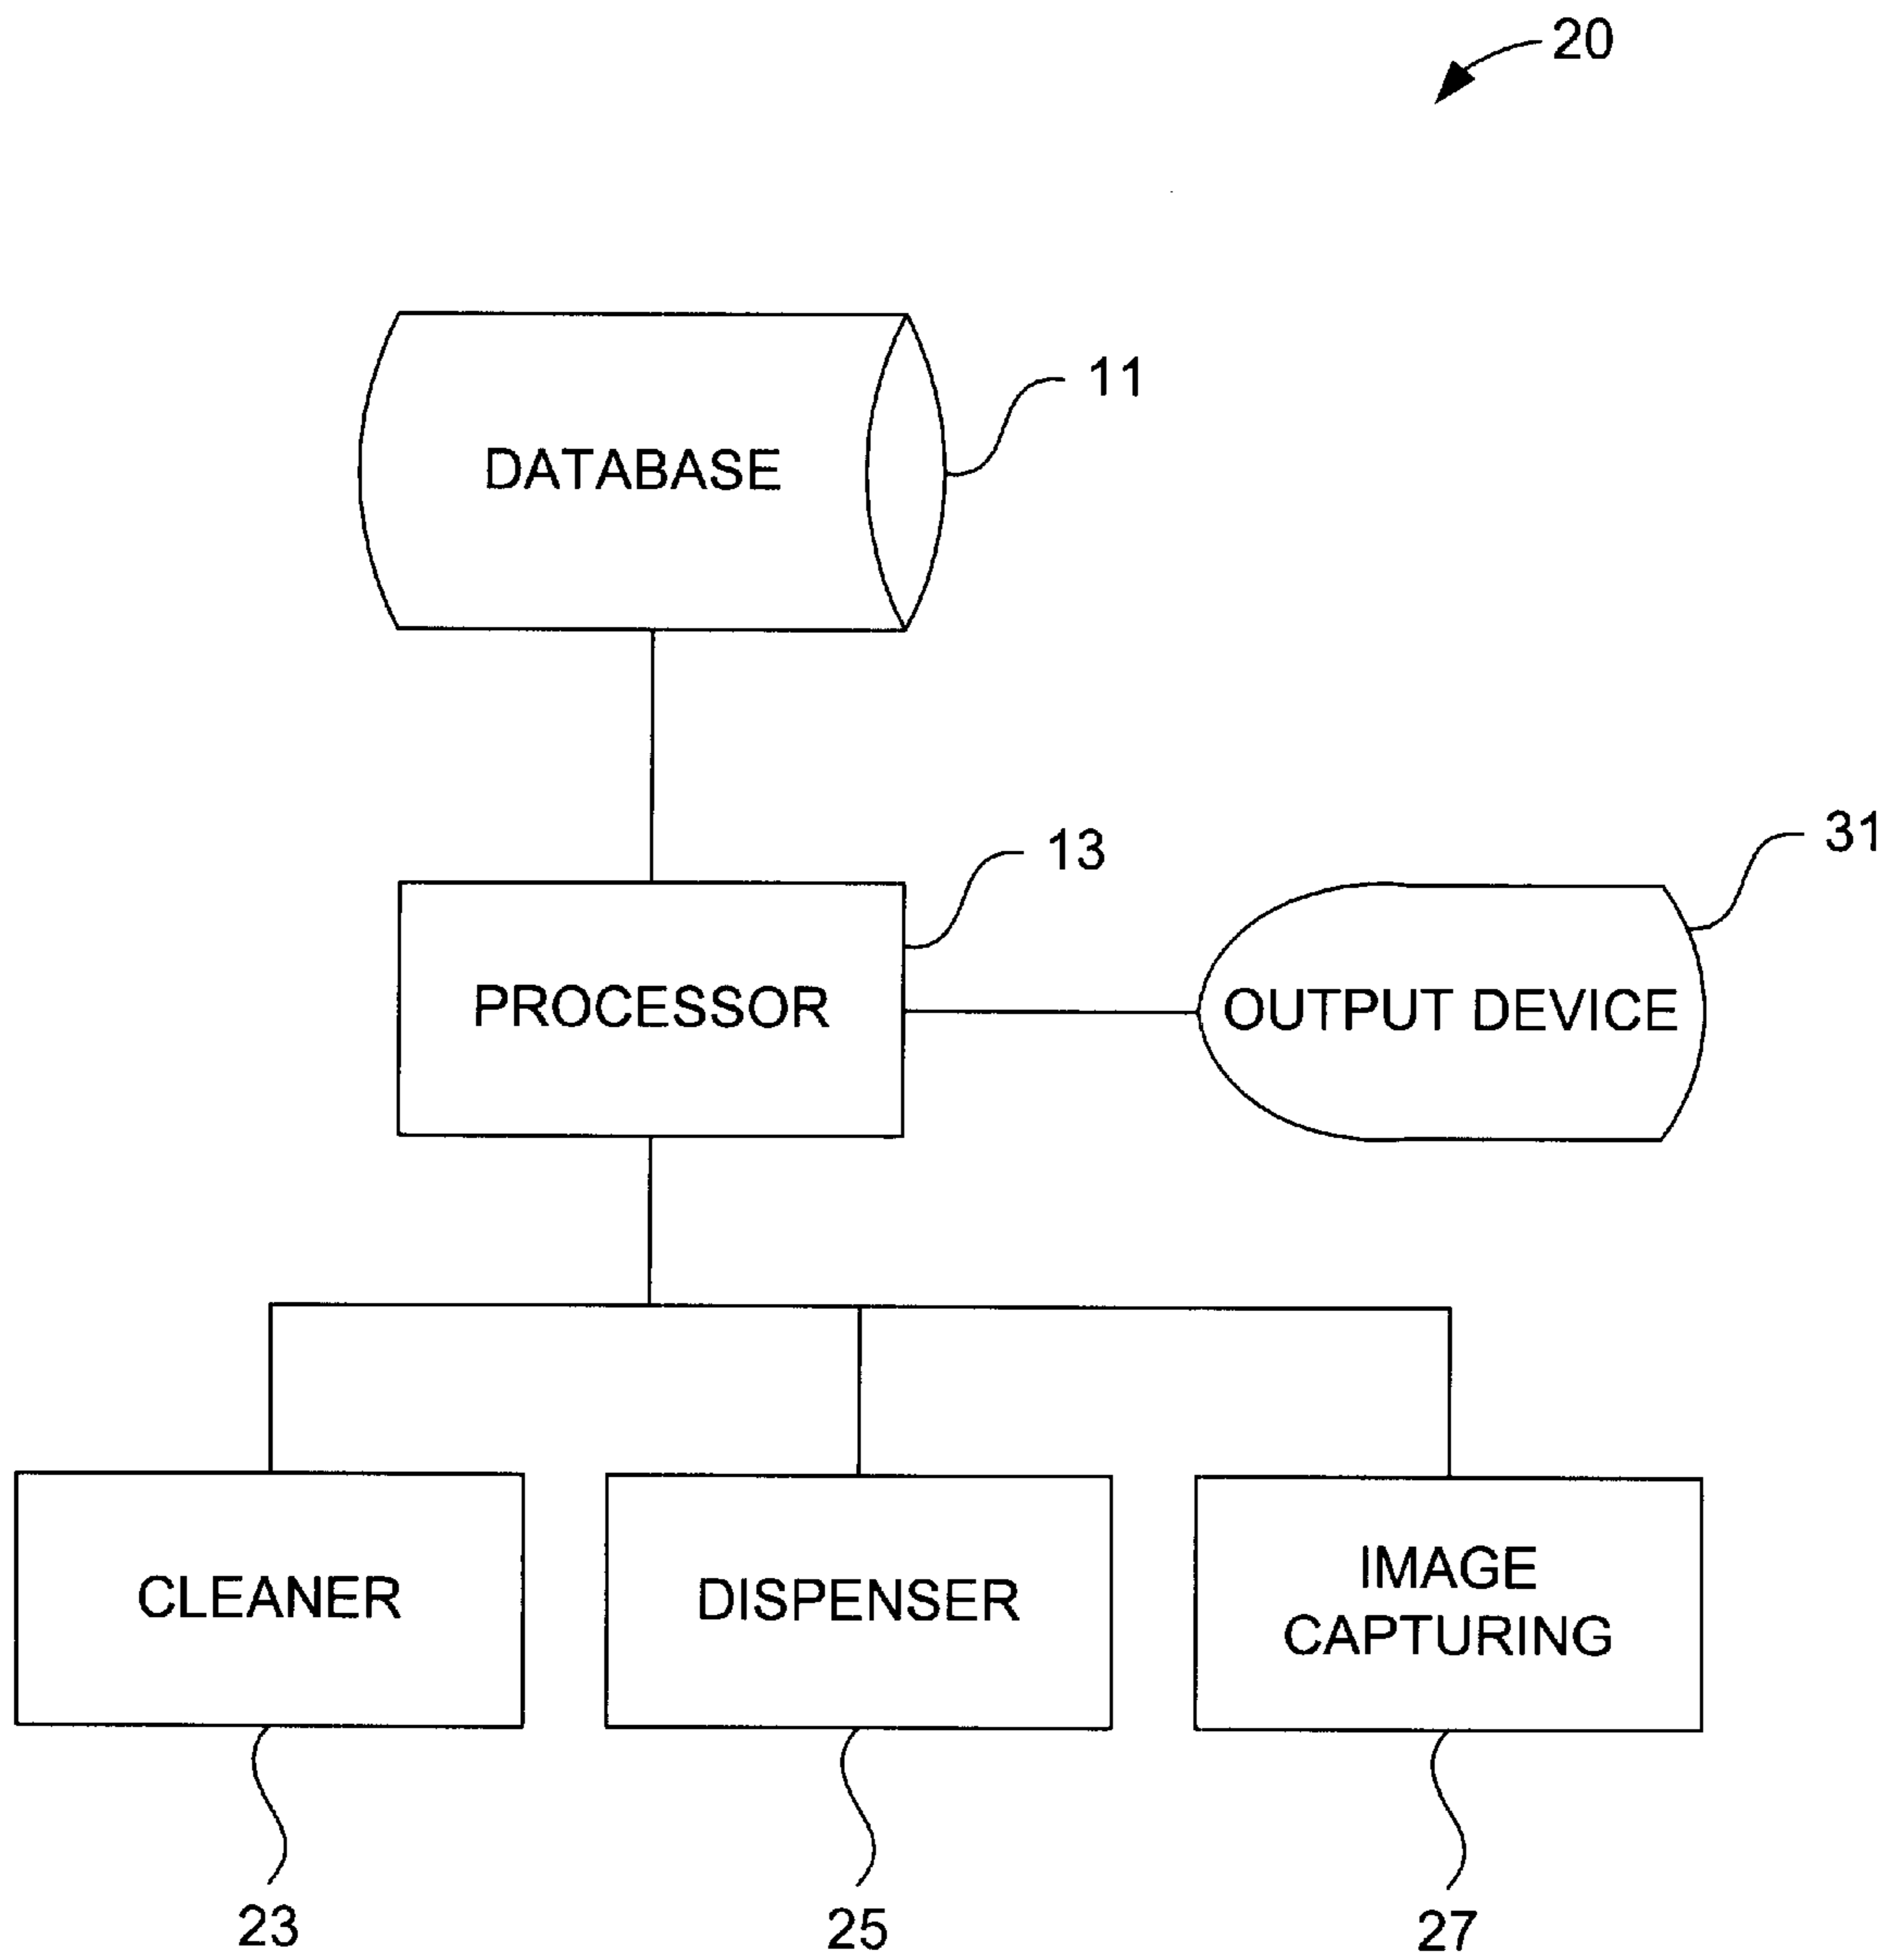 20
11
DATABASE
13
31
PROCESSOR
OUTPUT DEVICE
CLEANER
DISPENSER
IMAGE
CAPTURING
23
25
27